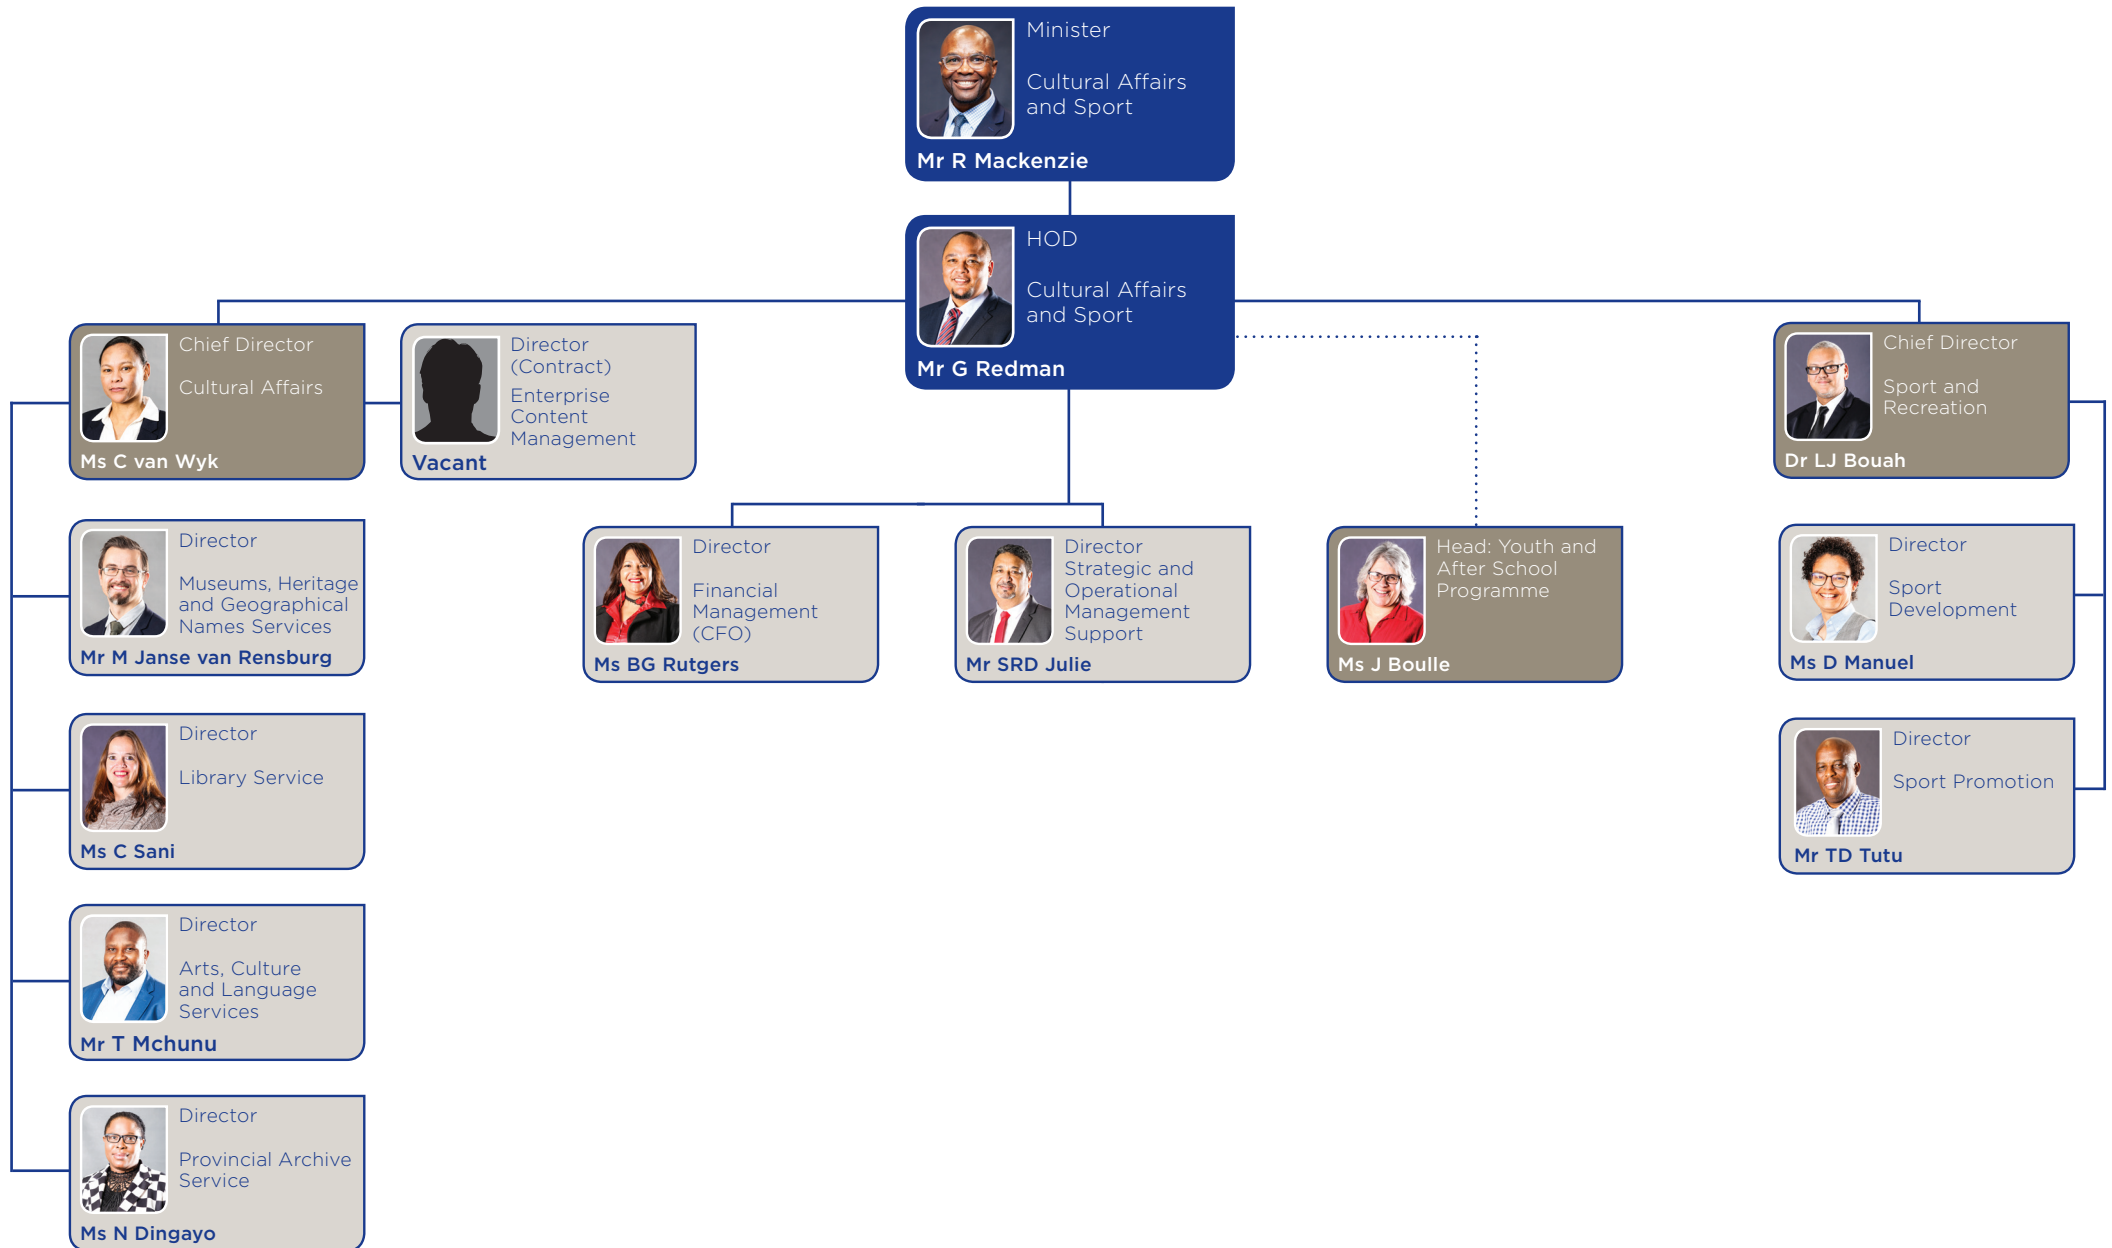 Minister
Cultural Affairs
and Sport
Mr R Mackenzie
HOD
Cultural Affairs
and Sport
Mr G Redman
Chief Director
Cultural Affairs
Ms C van Wyk
Director
(Contract)
Enterprise
Content
Management
Vacant
Chief Director
Sport and
Recreation
Dr LJ Bouah
Director
Museums, Heritage
and Geographical
Names Services
Mr M Janse van Rensburg
Director
Financial
Management
(CFO)
Ms BG Rutgers
Director
Strategic and
Operational
Management
Support
Mr SRD Julie
Head: Youth and
After School
Programme
Ms J Boulle
Director
Sport
Development
Ms D Manuel
Director
Library Service
Ms C Sani
Director
Sport Promotion
Mr TD Tutu
Director
Arts, Culture
and Language
Services
Mr T Mchunu
Director
Provincial Archive
Service
Ms N Dingayo